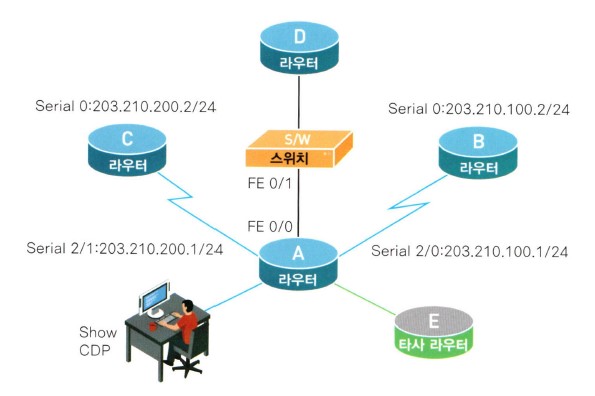 D
라우터
Serial 0:203.210.200.2/24
Serial 0:203.210.100.2/24
C
라우터
S/W
스위치
B
라우터
FE 0/1
FE 0/0
Serial 2/1:203.210.200.1/24
A
라우터
Serial 2/0:203.210.100.1/24
Show
CDP
E
타사 라우터